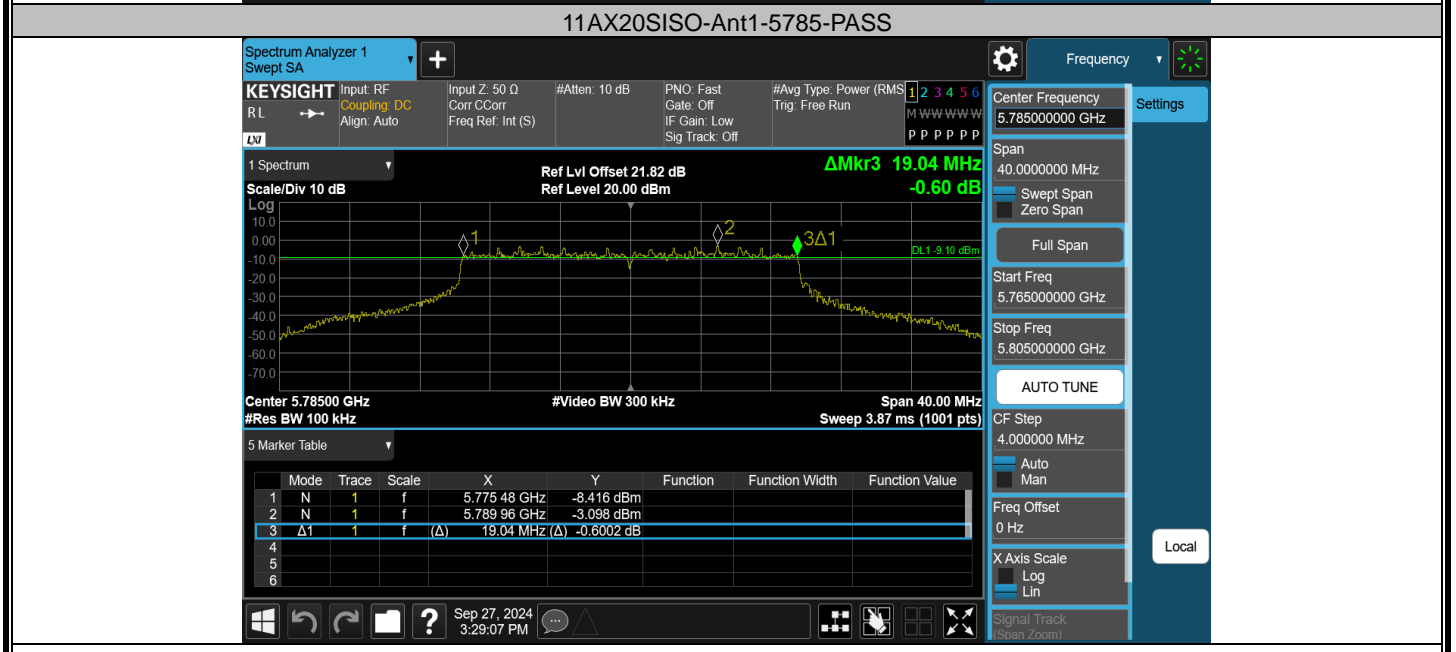 11AX20SISO-Ant1-5785-PASS
Spectrum Analyzer 1
Swept SA
Frequency
KEYSIGHT
RL
LXI
Input: RF
Coupling: DC
Align: Auto
Input Z: 50 Ω
Corr CCorr
Freq Ref: Int (S)
#Atten: 10 dB
PNO: Fast
Gate: Off
IF Gain: Low
Sig Track: Off
#Avg Type: Power (RMS
Trig: Free Run
1 2 3 4 5 6
M W W W W W
P P P P P P
1 Spectrum
Scale/Div 10 dB
Ref Lvl Offset 21.82 dB
Ref Level 20.00 dBm
ΔMkr3 19.04 MHz
-0.60 dB
Log
10.0
0.00
-10.0
-20.0
-30.0
-40.0
-50.0
-60.0
-70.0
1
2
3Δ1
DL1 -9.10 dBm
Center 5.78500 GHz
#Video BW 300 kHz
Span 40.00 MHz
#Res BW 100 kHz
Sweep 3.87 ms (1001 pts)
5 Marker Table
Mode Trace Scale X Y Function Function Width Function Value
1 N 1 f 5.775 48 GHz -8.416 dBm
2 N 1 f 5.789 96 GHz -3.098 dBm
3 Δ1 1 f (Δ) 19.04 MHz (Δ) -0.6002 dB
4
5
6
Sep 27, 2024
3:29:07 PM
Center Frequency
5.785000000 GHz
Settings
Span
40.0000000 MHz
Swept Span
Zero Span
Full Span
Start Freq
5.765000000 GHz
Stop Freq
5.805000000 GHz
AUTO TUNE
CF Step
4.000000 MHz
Auto
Man
Freq Offset
0 Hz
X Axis Scale
Log
Lin
Signal Track
(Span Zoom)
Local